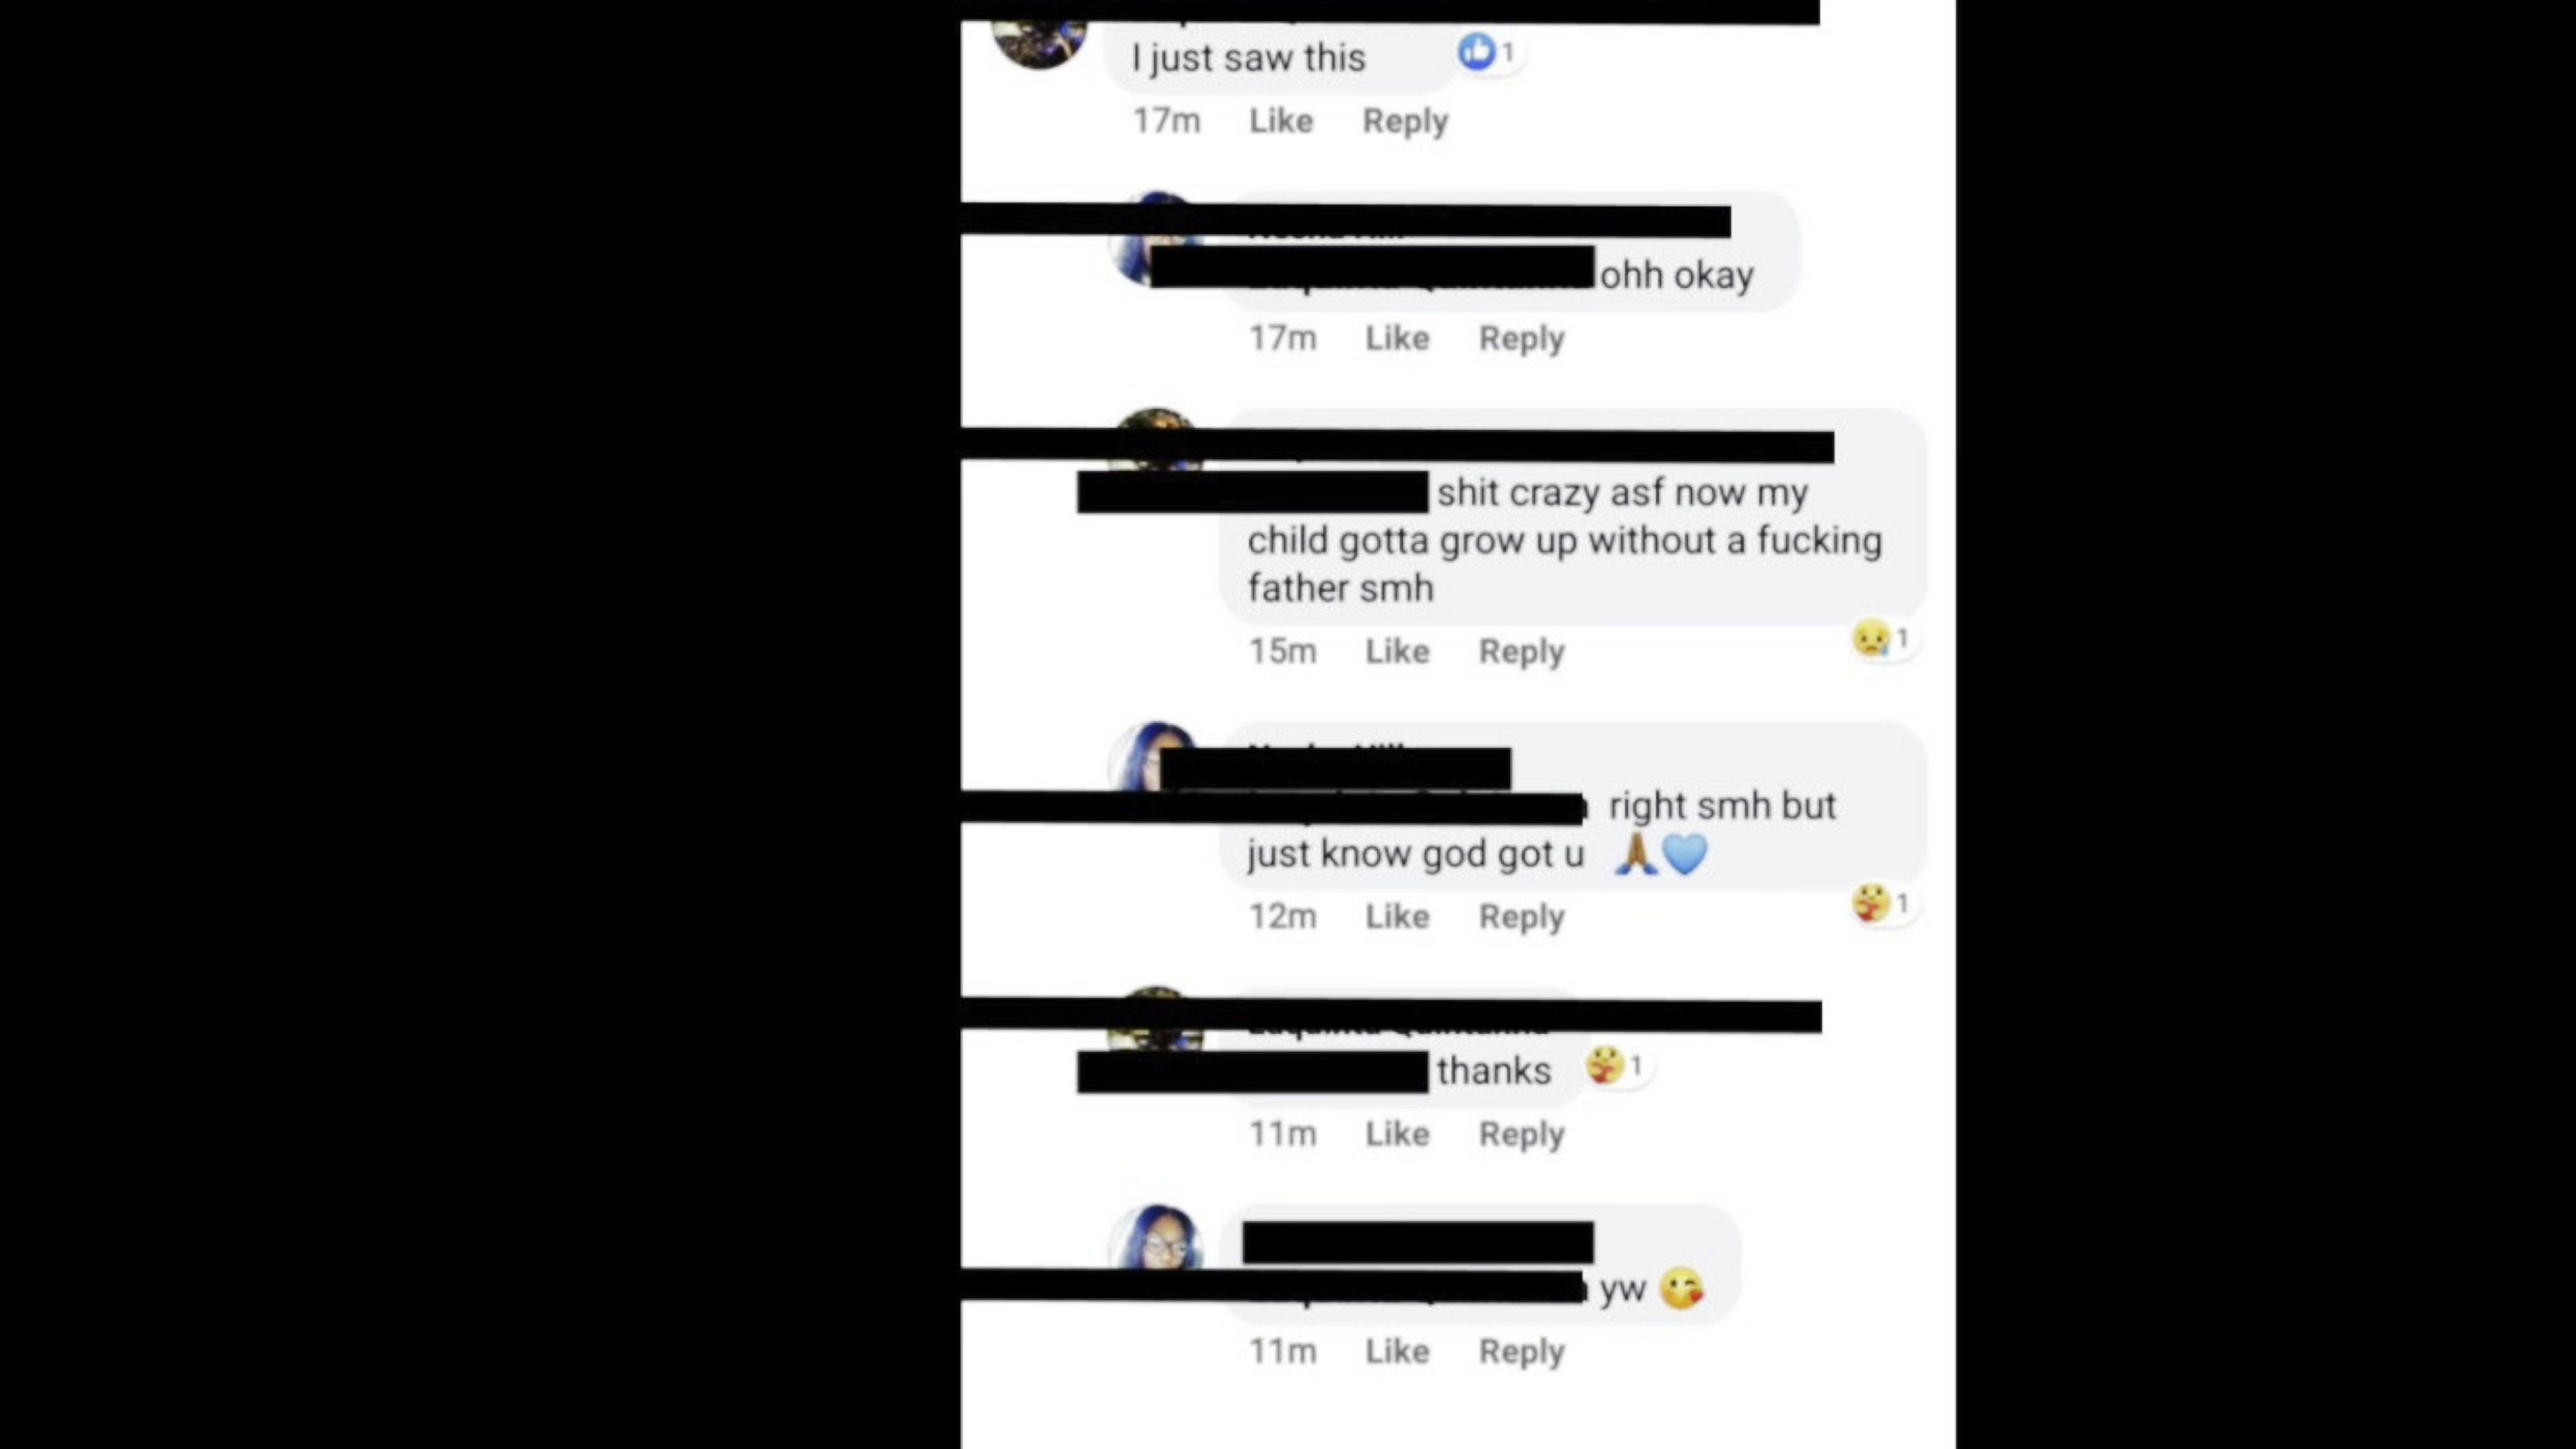 I just saw this
1
17m Like Reply
ohh okay
17m Like Reply
shit crazy asf now my
child gotta grow up without a fucking
father smh
1
15m Like Reply
right smh but
just know god got u 🙏🏾💙
1
12m Like Reply
thanks
1
11m Like Reply
yw 😘
11m Like Reply